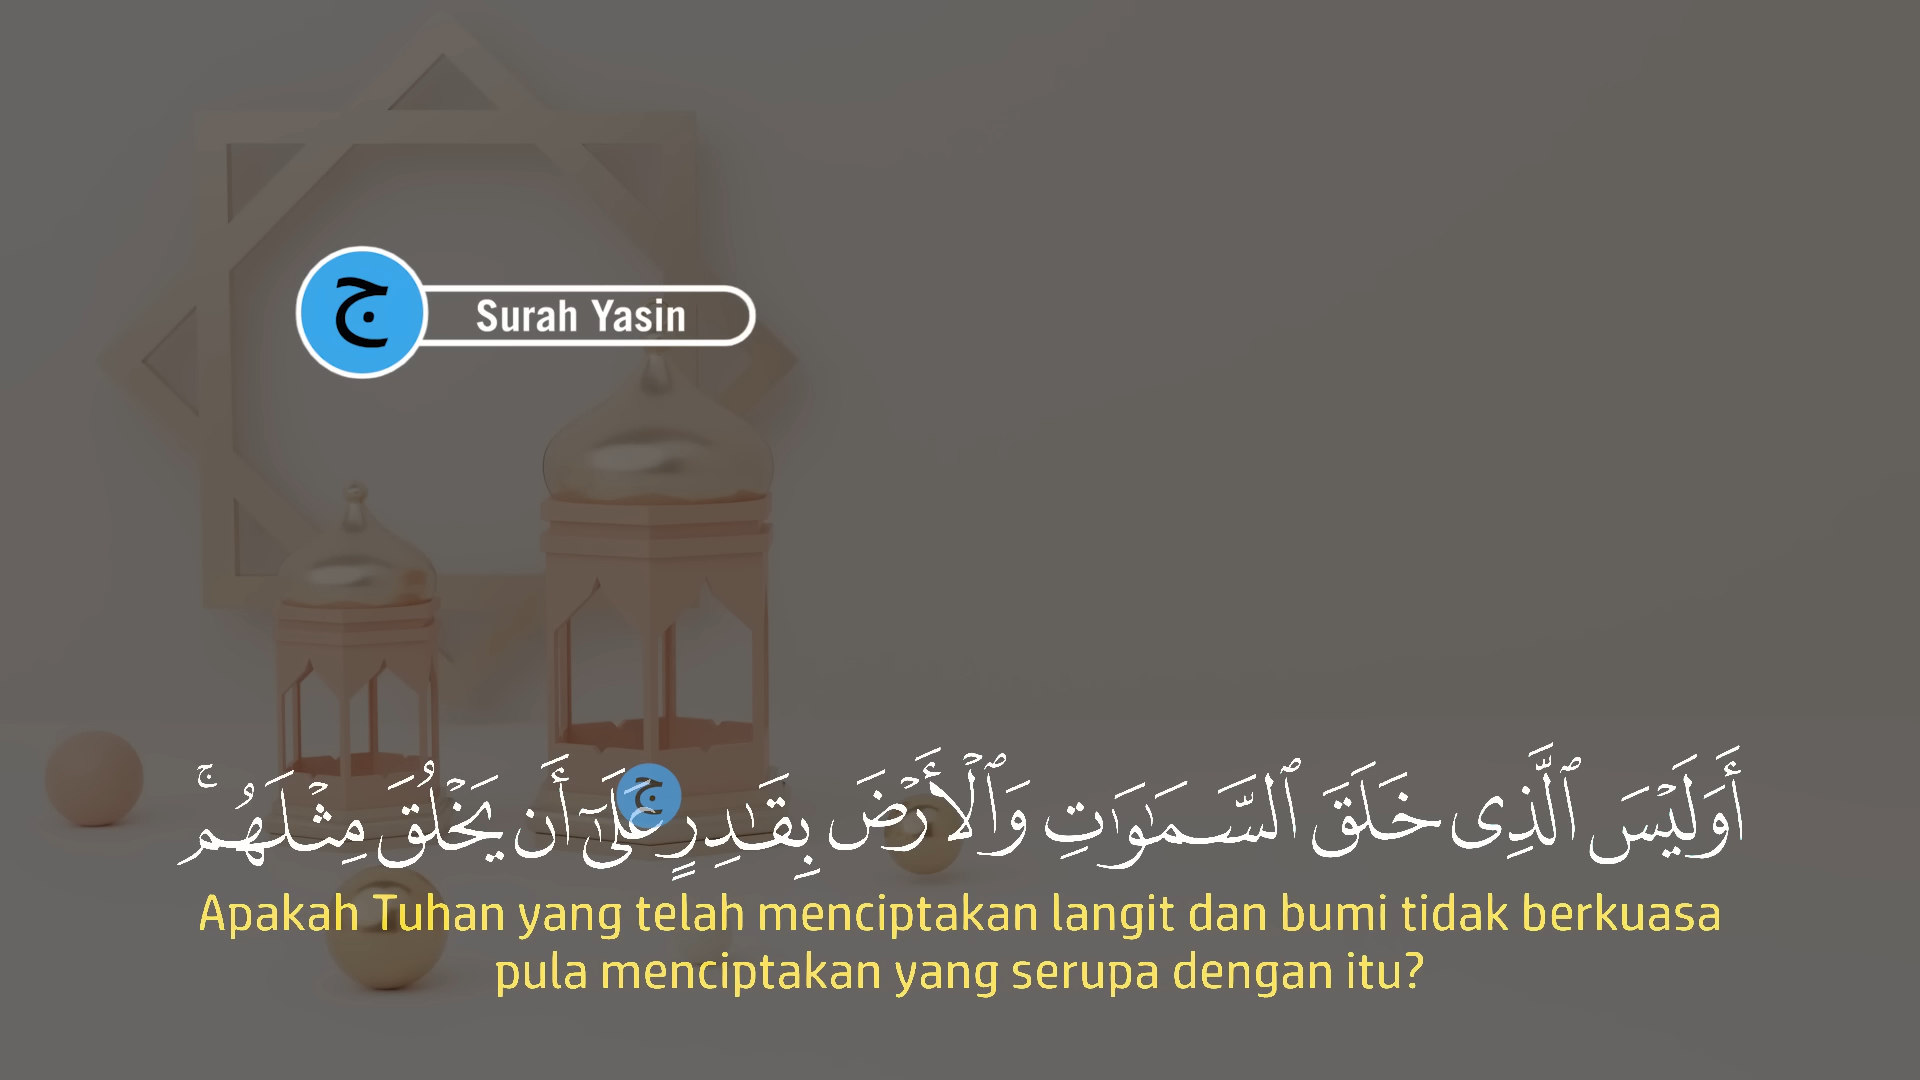 ج
Surah Yasin
أَوَلَيْسَ ٱلَّذِى خَلَقَ ٱلسَّمَـٰوَٰتِ وَٱلْأَرْضَ بِقَـٰدِرٍ عَلَىٰٓ أَن يَخْلُقَ مِثْلَهُم ۚ
ج
Apakah Tuhan yang telah menciptakan langit dan bumi tidak berkuasa
pula menciptakan yang serupa dengan itu?